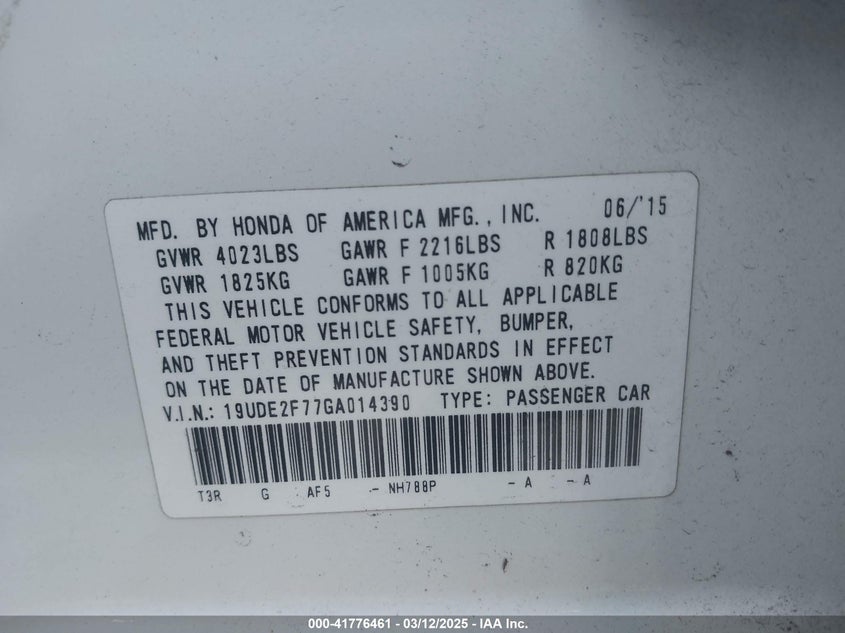 MFD. BY HONDA OF AMERICA MFG., INC. 06/'15
GVWR 4023LBS GAWR F 2216LBS R 1808LBS
GVWR 1825KG GAWR F 1005KG R 820KG
THIS VEHICLE CONFORMS TO ALL APPLICABLE
FEDERAL MOTOR VEHICLE SAFETY, BUMPER,
AND THEFT PREVENTION STANDARDS IN EFFECT
ON THE DATE OF MANUFACTURE SHOWN ABOVE.
V.I.N.: 19UDE2F77GA014390 TYPE: PASSENGER CAR
T3R G AF5 - NH788P - A - A
000-41776461 - 03/12/2025 - IAA Inc.